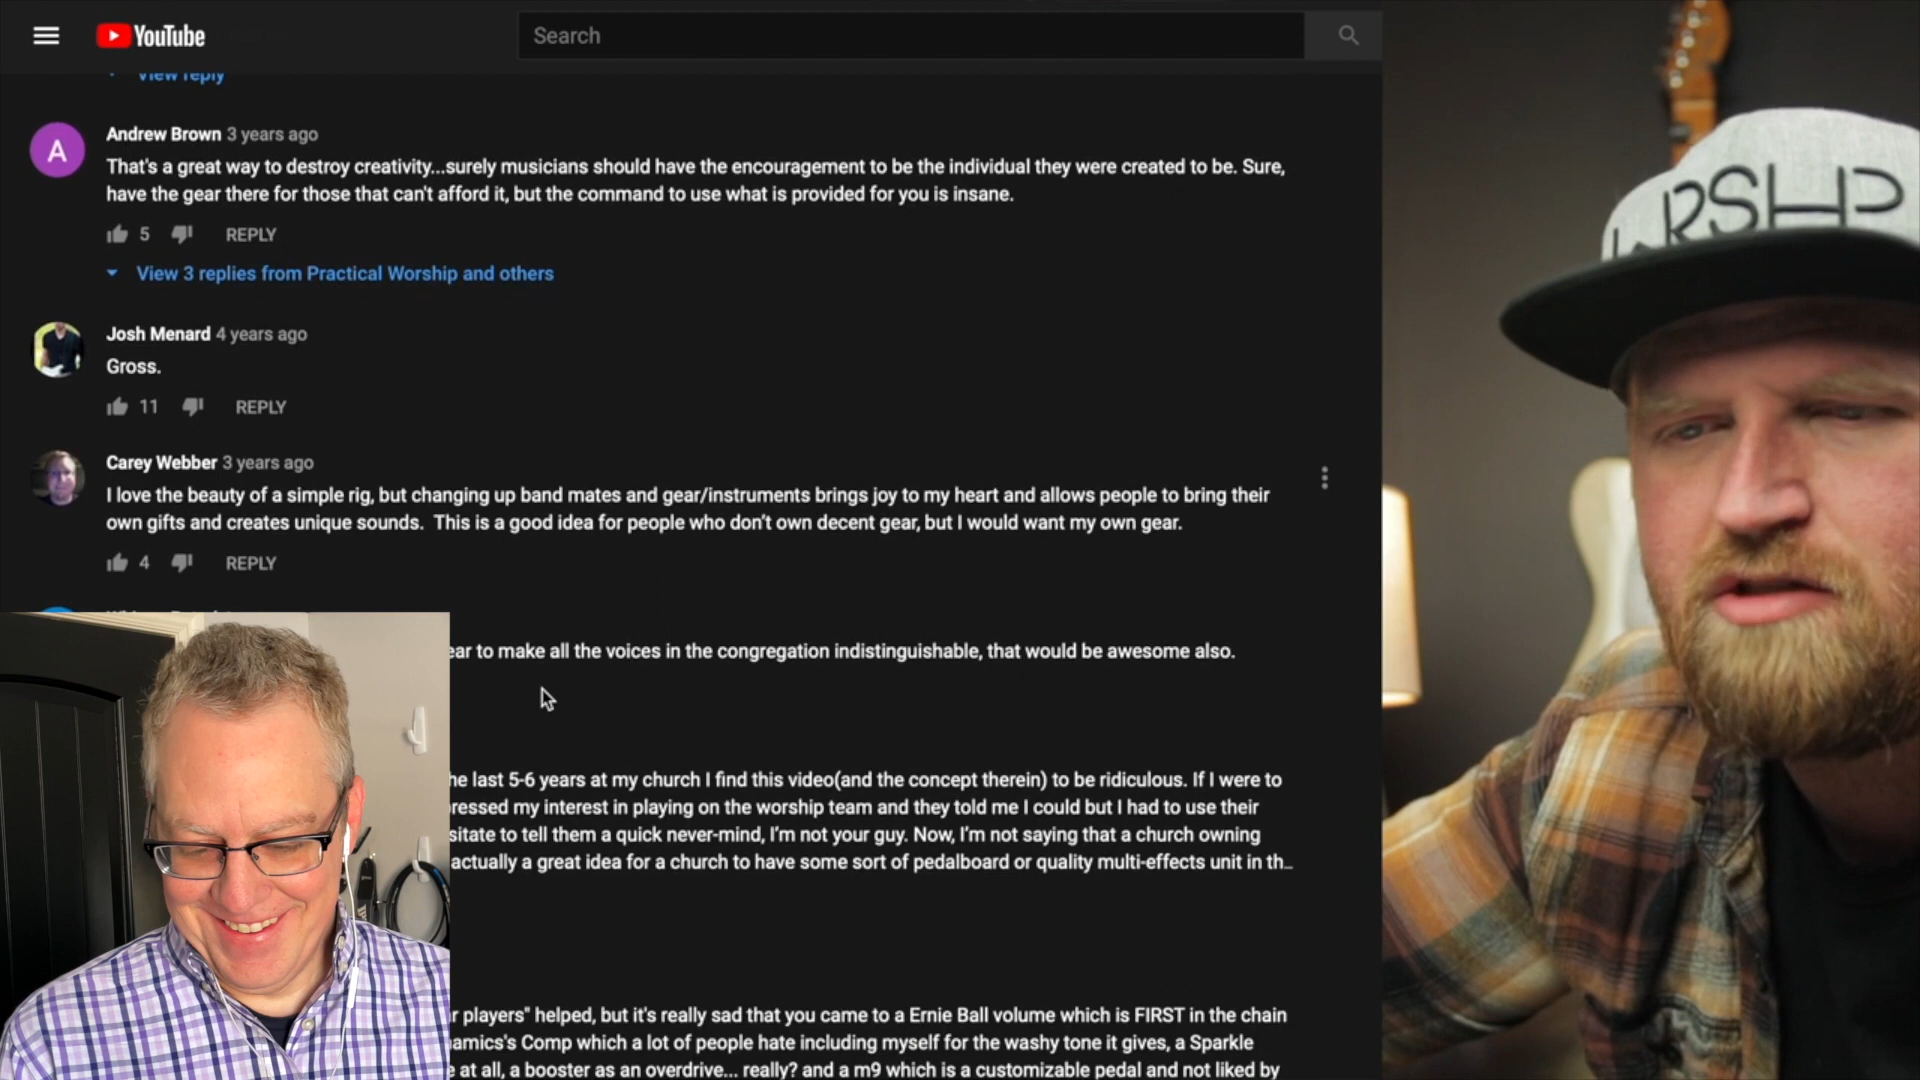 YouTube
Search
View reply
Andrew Brown 3 years ago
A
That's a great way to destroy creativity...surely musicians should have the encouragement to be the individual they were created to be. Sure,
have the gear there for those that can't afford it, but the command to use what is provided for you is insane.
5 REPLY
View 3 replies from Practical Worship and others
Josh Menard 4 years ago
Gross.
11 REPLY
Carey Webber 3 years ago
I love the beauty of a simple rig, but changing up band mates and gear/instruments brings joy to my heart and allows people to bring their
own gifts and creates unique sounds. This is a good idea for people who don't own decent gear, but I would want my own gear.
4 REPLY
ear to make all the voices in the congregation indistinguishable, that would be awesome also.
he last 5-6 years at my church I find this video(and the concept therein) to be ridiculous. If I were to
ressed my interest in playing on the worship team and they told me I could but I had to use their
sitate to tell them a quick never-mind, I'm not your guy. Now, I'm not saying that a church owning
actually a great idea for a church to have some sort of pedalboard or quality multi-effects unit in th...
r players" helped, but it's really sad that you came to a Ernie Ball volume which is FIRST in the chain
namics's Comp which a lot of people hate including myself for the washy tone it gives, a Sparkle
e at all, a booster as an overdrive... really? and a m9 which is a customizable pedal and not liked by
WRSHP